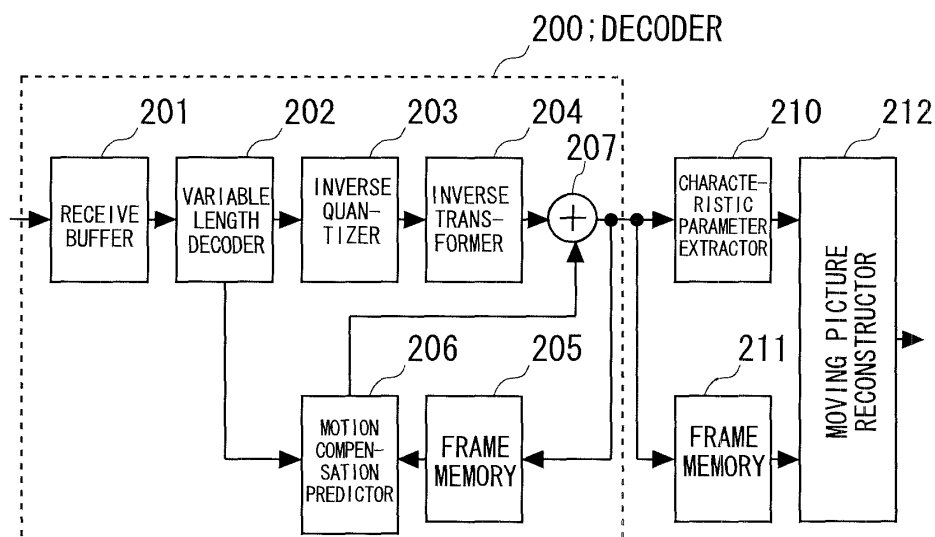 200;DECODER
201
202
203
204
207
210
212
RECEIVE
BUFFER
VARIABLE
LENGTH
DECODER
INVERSE
QUAN-
TIZER
INVERSE
TRANS-
FORMER
CHARACTE-
RISTIC
PARAMETER
EXTRACTOR
MOVING PICTURE
RECONSTRUCTOR
206
205
211
MOTION
COMPEN-
SATION
PREDICTOR
FRAME
MEMORY
FRAME
MEMORY